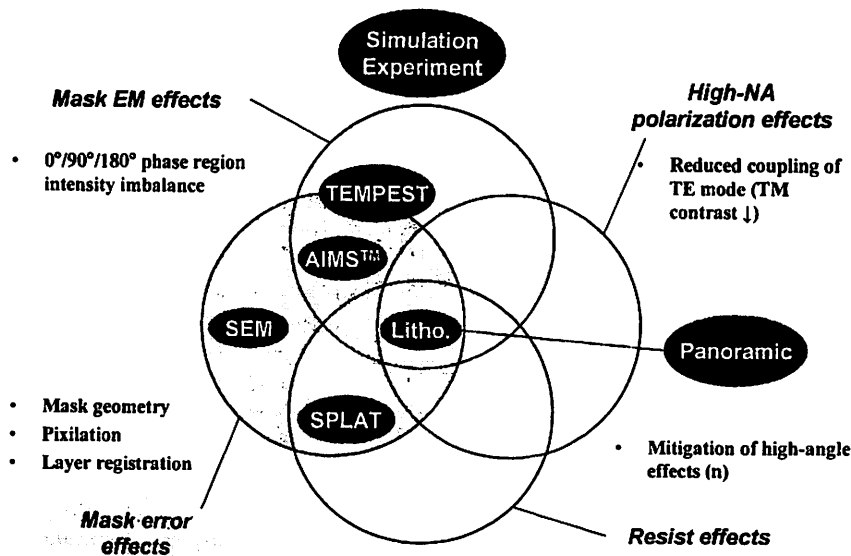 Simulation
Experiment
Mask EM effects
• 0°/90°/180° phase region
intensity imbalance
High-NA
polarization effects
• Reduced coupling of
TE mode (TM
contrast ↓)
TEMPEST
AIMS™
SEM
Litho.
Panoramic
SPLAT
• Mask geometry
• Pixilation
• Layer registration
• Mitigation of high-angle
effects (n)
Mask error
effects
Resist effects